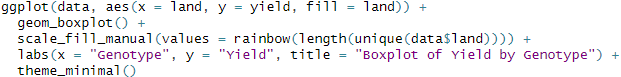 ggplot(data, aes(x = land, y = yield, fill = land)) +
  geom_boxplot() +
  scale_fill_manual(values = rainbow(length(unique(data$land)))) +
  labs(x = "Genotype", y = "Yield", title = "Boxplot of Yield by Genotype") +
  theme_minimal()